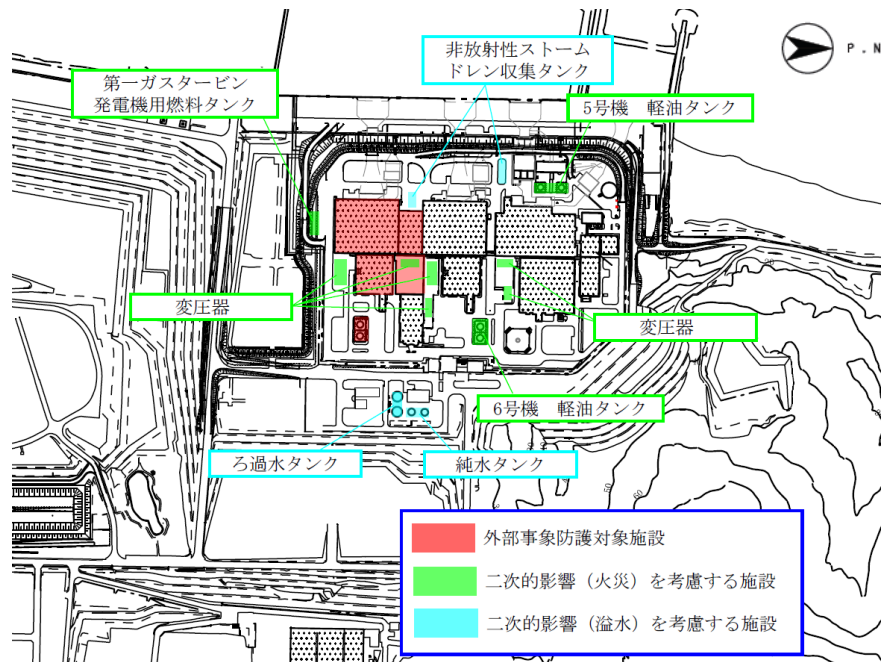 非放射性ストーム
ドレン収集タンク
P.N
第一ガスタービン
発電機用燃料タンク
5号機 軽油タンク
変圧器
変圧器
6号機 軽油タンク
ろ過水タンク
純水タンク
外部事象防護対象施設
二次的影響（火災）を考慮する施設
二次的影響（溢水）を考慮する施設